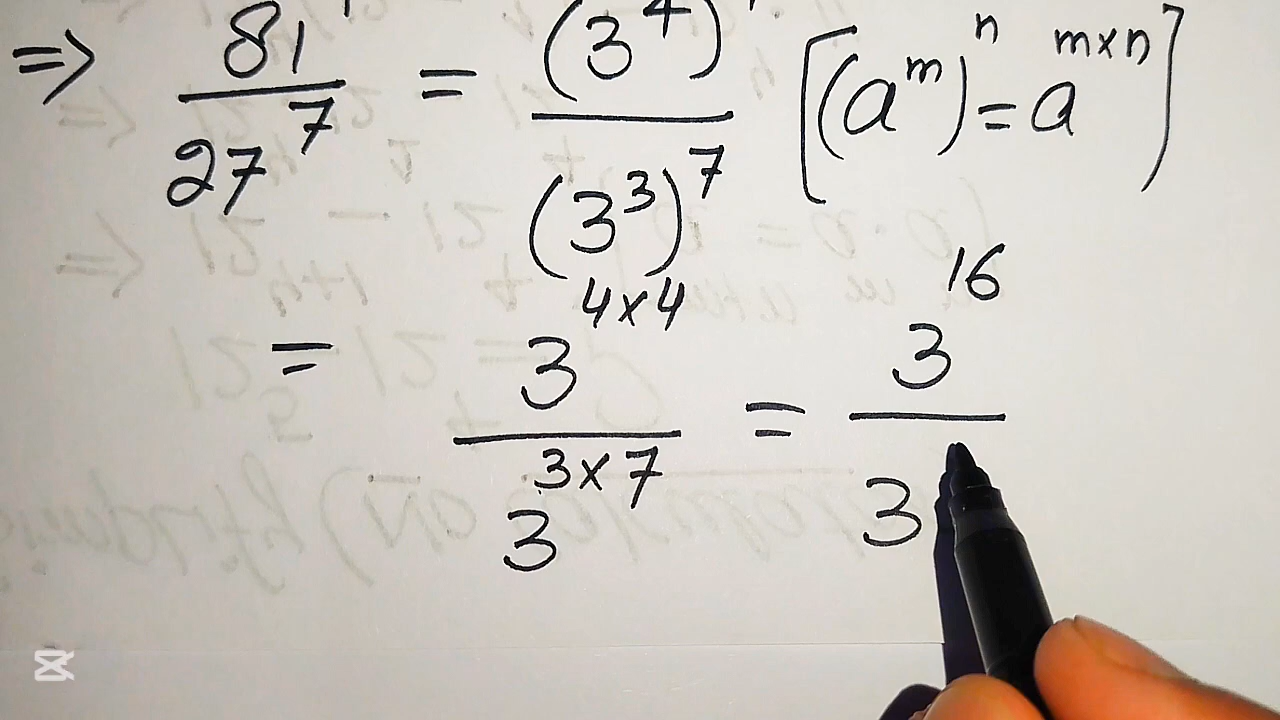 => 81 / 27^7 = (3^4) / (3^3)^7 [(a^m)^n = a^m×n]
= 3^4×4 / 3^3×7 = 3^16 / 3